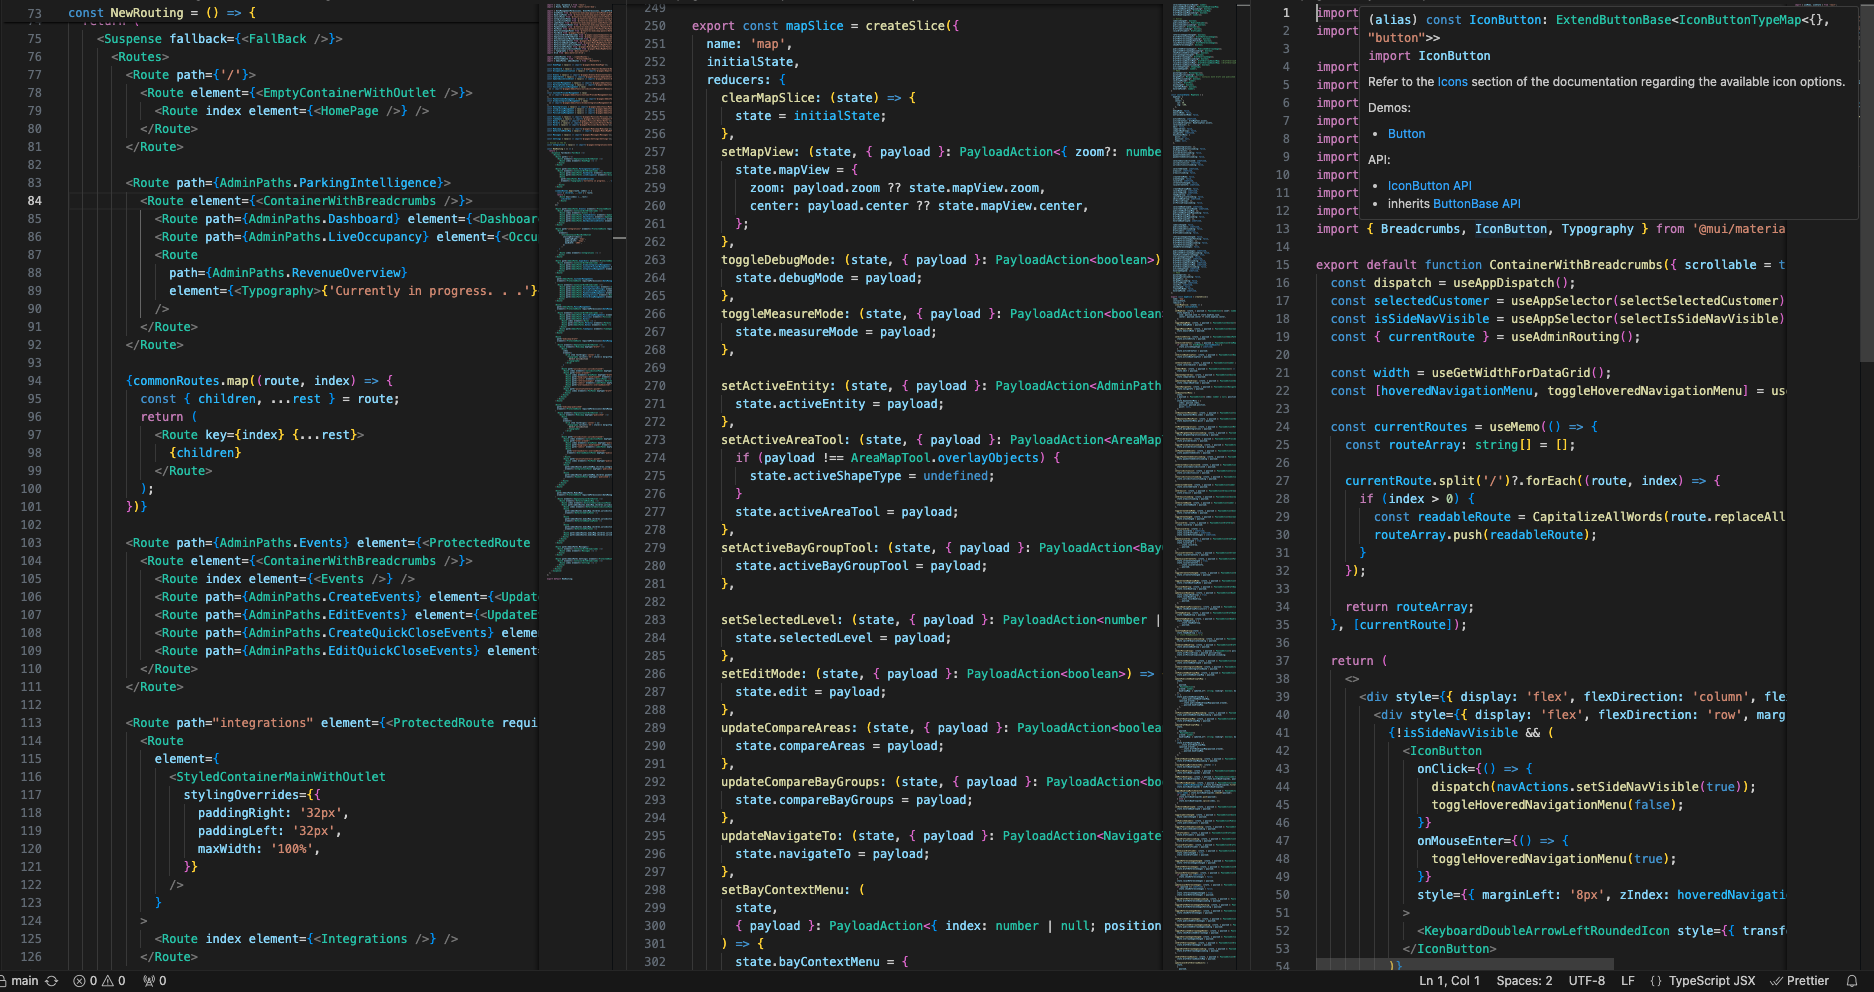 73 const NewRouting = () => {
75 <Suspense fallback={<FallBack />}>
76 <Routes>
77 <Route path={'/'}>
78 <Route element={<EmptyContainerWithOutlet />}>
79 <Route index element={<HomePage />} />
80 </Route>
81 </Route>
82
83 <Route path={AdminPaths.ParkingIntelligence}>
84 <Route element={<ContainerWithBreadcrumbs />}>
85 <Route path={AdminPaths.Dashboard} element={<Dashboar
86 <Route path={AdminPaths.LiveOccupancy} element={<Occu
87 <Route
88 path={AdminPaths.RevenueOverview}
89 element={<Typography>{'Currently in progress. . .'}
90 />
91 </Route>
92 </Route>
93
94 {commonRoutes.map((route, index) => {
95 const { children, ...rest } = route;
96 return (
97 <Route key={index} {...rest}>
98 {children}
99 </Route>
100 );
101 })}
102
103 <Route path={AdminPaths.Events} element={<ProtectedRoute
104 <Route element={<ContainerWithBreadcrumbs />}>
105 <Route index element={<Events />} />
106 <Route path={AdminPaths.CreateEvents} element={<Updat
107 <Route path={AdminPaths.EditEvents} element={<UpdateE
108 <Route path={AdminPaths.CreateQuickCloseEvents} eleme
109 <Route path={AdminPaths.EditQuickCloseEvents} element
110 </Route>
111 </Route>
112
113 <Route path="integrations" element={<ProtectedRoute requi
114 <Route
115 element={
116 <StyledContainerMainWithOutlet
117 stylingOverrides={{
118 paddingRight: '32px',
119 paddingLeft: '32px',
120 maxWidth: '100%',
121 }}
122 />
123 }
124 >
125 <Route index element={<Integrations />} />
126 </Route>
249
250 export const mapSlice = createSlice({
251 name: 'map',
252 initialState,
253 reducers: {
254 clearMapSlice: (state) => {
255 state = initialState;
256 },
257 setMapView: (state, { payload }: PayloadAction<{ zoom?: numbe
258 state.mapView = {
259 zoom: payload.zoom ?? state.mapView.zoom,
260 center: payload.center ?? state.mapView.center,
261 };
262 },
263 toggleDebugMode: (state, { payload }: PayloadAction<boolean>)
264 state.debugMode = payload;
265 },
266 toggleMeasureMode: (state, { payload }: PayloadAction<boolean
267 state.measureMode = payload;
268 },
269
270 setActiveEntity: (state, { payload }: PayloadAction<AdminPath
271 state.activeEntity = payload;
272 },
273 setActiveAreaTool: (state, { payload }: PayloadAction<AreaMap
274 if (payload !== AreaMapTool.overlayObjects) {
275 state.activeShapeType = undefined;
276 }
277 state.activeAreaTool = payload;
278 },
279 setActiveBayGroupTool: (state, { payload }: PayloadAction<Bay
280 state.activeBayGroupTool = payload;
281 },
282
283 setSelectedLevel: (state, { payload }: PayloadAction<number |
284 state.selectedLevel = payload;
285 },
286 setEditMode: (state, { payload }: PayloadAction<boolean>) =>
287 state.edit = payload;
288 },
289 updateCompareAreas: (state, { payload }: PayloadAction<boolea
290 state.compareAreas = payload;
291 },
292 updateCompareBayGroups: (state, { payload }: PayloadAction<bo
293 state.compareBayGroups = payload;
294 },
295 updateNavigateTo: (state, { payload }: PayloadAction<Navigate
296 state.navigateTo = payload;
297 },
298 setBayContextMenu: (
299 state,
300 { payload }: PayloadAction<{ index: number | null; position
301 ) => {
302 state.bayContextMenu = {
1 import
2 import
3
4 import
5 import
6 import
7 import
8 import
9 import
10 import
11 import
12 import
(alias) const IconButton: ExtendButtonBase<IconButtonTypeMap<{},
"button">>
import IconButton
Refer to the Icons section of the documentation regarding the available icon options.
Demos:
• Button
API:
• IconButton API
• inherits ButtonBase API
13 import { Breadcrumbs, IconButton, Typography } from '@mui/materia
14
15 export default function ContainerWithBreadcrumbs({ scrollable = t
16 const dispatch = useAppDispatch();
17 const selectedCustomer = useAppSelector(selectSelectedCustomer)
18 const isSideNavVisible = useAppSelector(selectIsSideNavVisible)
19 const { currentRoute } = useAdminRouting();
20
21 const width = useGetWidthForDataGrid();
22 const [hoveredNavigationMenu, toggleHoveredNavigationMenu] = us
23
24 const currentRoutes = useMemo(() => {
25 const routeArray: string[] = [];
26
27 currentRoute.split('/')?.forEach((route, index) => {
28 if (index > 0) {
29 const readableRoute = CapitalizeAllWords(route.replaceAll
30 routeArray.push(readableRoute);
31 }
32 });
33
34 return routeArray;
35 }, [currentRoute]);
36
37 return (
38 <>
39 <div style={{ display: 'flex', flexDirection: 'column', fle
40 <div style={{ display: 'flex', flexDirection: 'row', marg
41 {!isSideNavVisible && (
42 <IconButton
43 onClick={() => {
44 dispatch(navActions.setSideNavVisible(true));
45 toggleHoveredNavigationMenu(false);
46 }}
47 onMouseEnter={() => {
48 toggleHoveredNavigationMenu(true);
49 }}
50 style={{ marginLeft: '8px', zIndex: hoveredNavigati
51 >
52 <KeyboardDoubleArrowLeftRoundedIcon style={{ transf
53 </IconButton>
54 )}
main 0 0 0 Ln 1, Col 1 Spaces: 2 UTF-8 LF {} TypeScript JSX Prettier